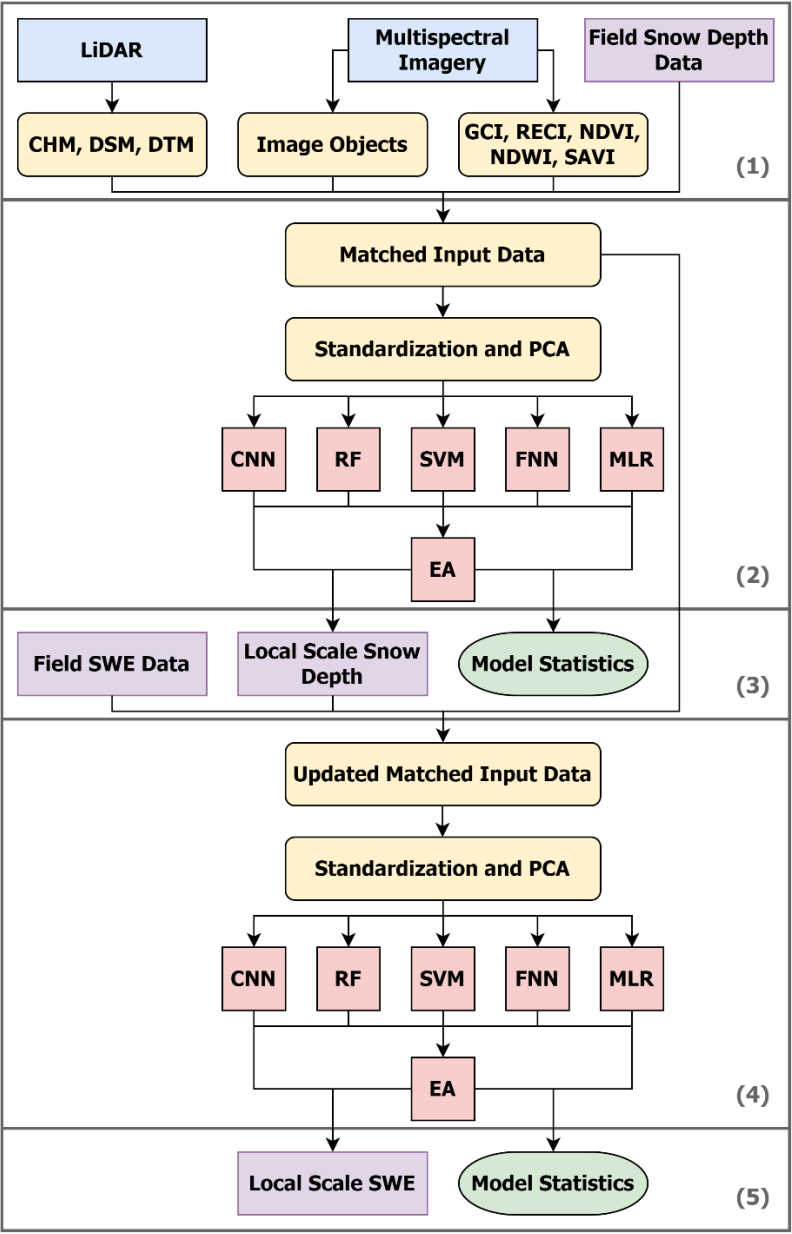 LiDAR
Multispectral
Imagery
Field Snow Depth
Data
CHM, DSM, DTM
Image Objects
GCI, RECI, NDVI,
NDWI, SAVI
(1)
Matched Input Data
Standardization and PCA
CNN
RF
SVM
FNN
MLR
EA
(2)
Field SWE Data
Local Scale Snow
Depth
Model Statistics
(3)
Updated Matched Input Data
Standardization and PCA
CNN
RF
SVM
FNN
MLR
EA
(4)
Local Scale SWE
Model Statistics
(5)